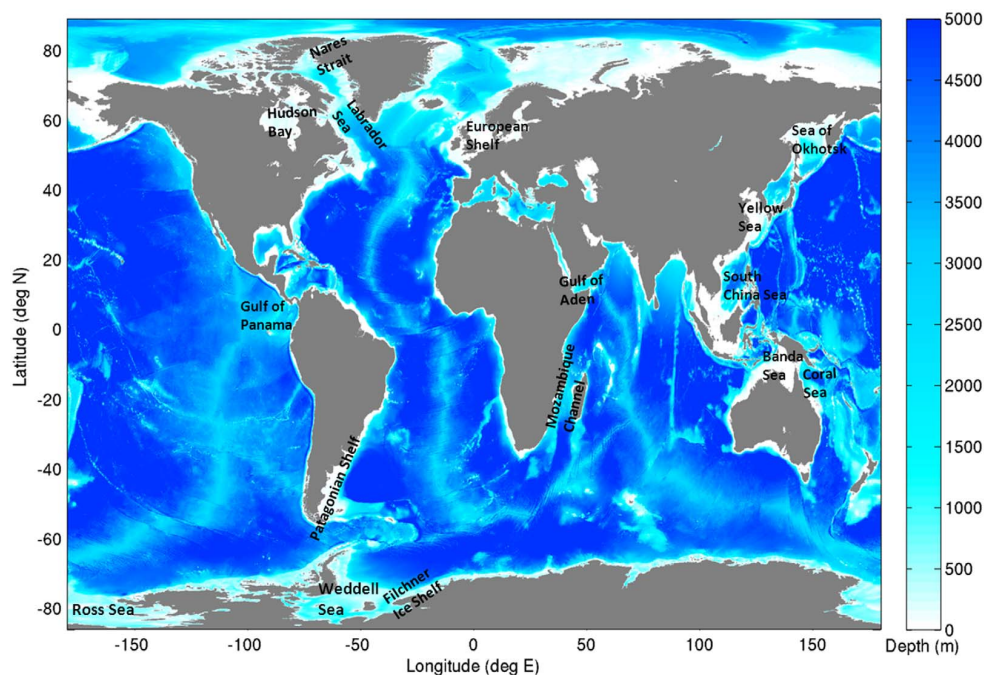 80
60
40
20
0
-20
-40
-60
-80
Latitude (deg N)
-150
-100
-50
0
50
100
150
Longitude (deg E)
5000
4500
4000
3500
3000
2500
2000
1500
1000
500
0
Depth (m)
Nares
Strait
Hudson
Bay
Labrador
Sea
European
Shelf
Sea of
Okhotsk
Yellow
Sea
Gulf of
Aden
South
China Sea
Gulf of
Panama
Banda
Sea
Coral
Sea
Mozambique
Channel
Patagonian Shelf
Weddell
Sea
Filchner
Ice Shelf
Ross Sea